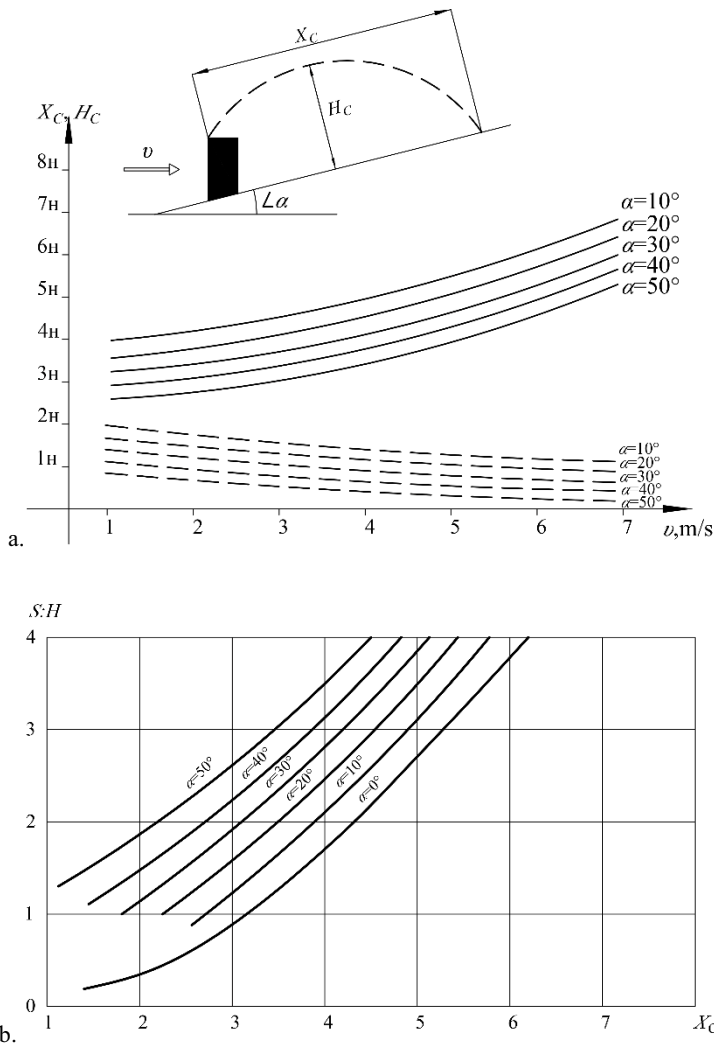 X_C
X_C, H_C
H_C
8H
υ
7H
∠α
α=10°
6H
α=20°
α=30°
5H
α=40°
α=50°
4H
3H
2H
α=10°
1H
α=20°
α=30°
α=40°
α=50°
1 2 3 4 5 6 7 υ,m/s
a.
S:H
4
3
α=50° α=40° α=30° α=20° α=10° α=0°
2
1
0
1 2 3 4 5 6 7 X_C
b.